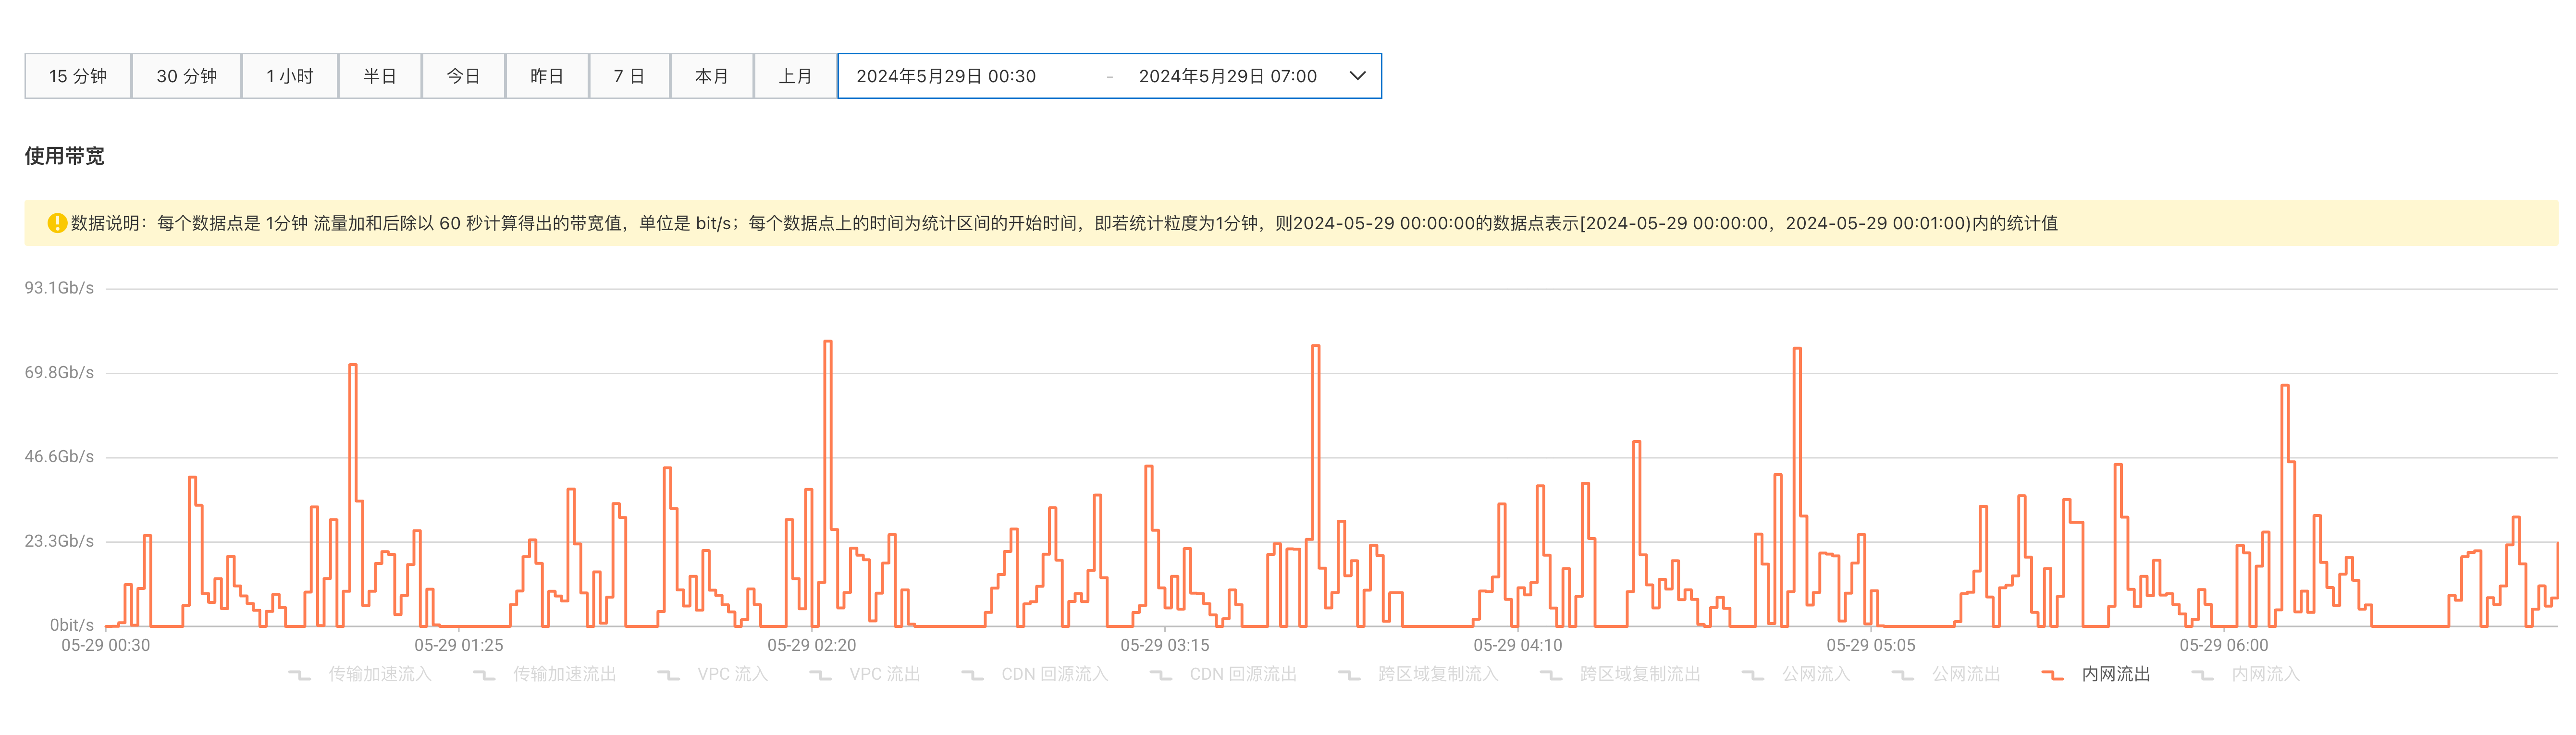 15 分钟 30 分钟 1 小时 半日 今日 昨日 7 日 本月 上月 2024年5月29日 00:30 - 2024年5月29日 07:00
使用带宽
数据说明：每个数据点是 1分钟 流量加和后除以 60 秒计算得出的带宽值，单位是 bit/s；每个数据点上的时间为统计区间的开始时间，即若统计粒度为1分钟，则2024-05-29 00:00:00的数据点表示[2024-05-29 00:00:00，2024-05-29 00:01:00)内的统计值
93.1Gb/s
69.8Gb/s
46.6Gb/s
23.3Gb/s
0bit/s
05-29 00:30 05-29 01:25 05-29 02:20 05-29 03:15 05-29 04:10 05-29 05:05 05-29 06:00
传输加速流入 传输加速流出 VPC 流入 VPC 流出 CDN 回源流入 CDN 回源流出 跨区域复制流入 跨区域复制流出 公网流入 公网流出 内网流出 内网流入